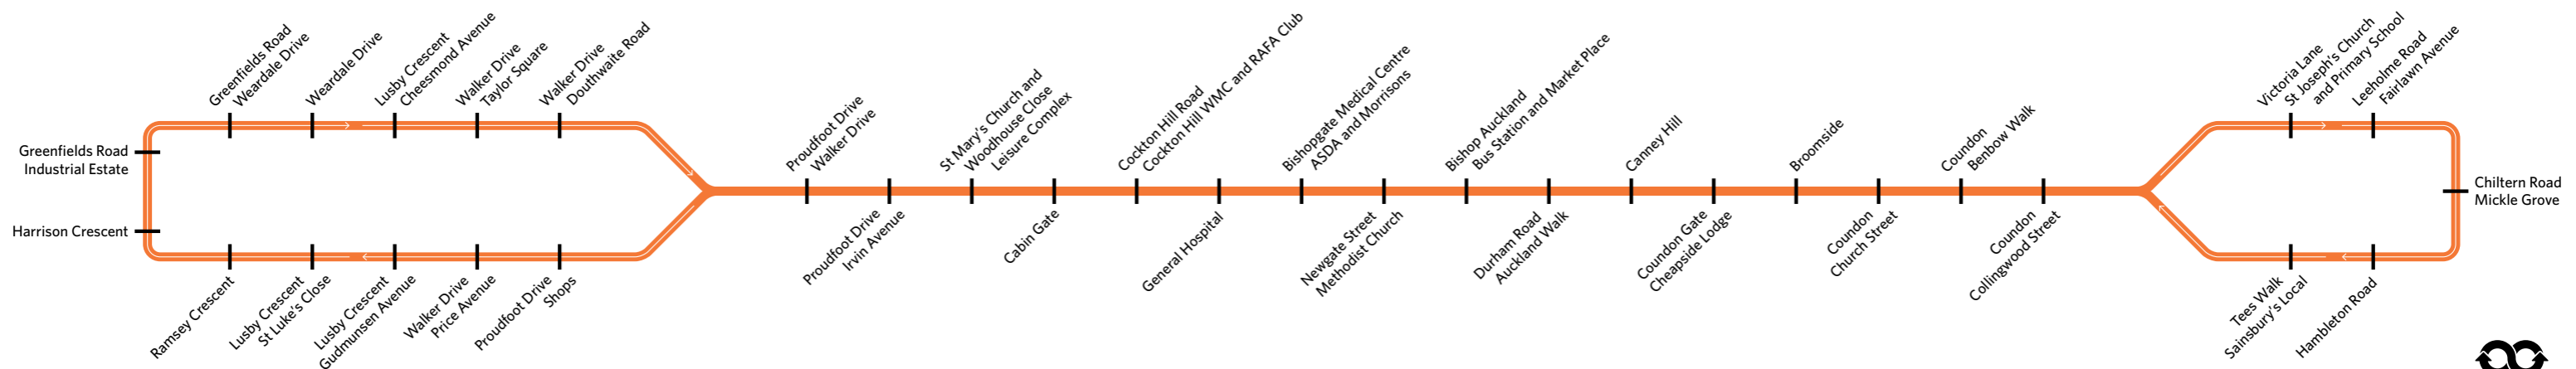 Greenfields Road
Industrial Estate
Harrison Crescent
Greenfields Road
Weardale Drive
Weardale Drive
Lusby Crescent
Cheesmond Avenue
Walker Drive
Taylor Square
Walker Drive
Douthwaite Road
Ramsey Crescent
Lusby Crescent
St Luke's Close
Lusby Crescent
Gudmunsen Avenue
Walker Drive
Price Avenue
Proudfoot Drive
Shops
Proudfoot Drive
Walker Drive
Proudfoot Drive
Irvin Avenue
St Mary's Church and
Woodhouse Close
Leisure Complex
Cabin Gate
Cockton Hill Road
Cockton Hill WMC and RAFA Club
General Hospital
Bishopgate Medical Centre
ASDA and Morrisons
Newgate Street
Methodist Church
Bishop Auckland
Bus Station and Market Place
Durham Road
Auckland Walk
Canney Hill
Coundon Gate
Cheapside Lodge
Broomside
Coundon
Church Street
Coundon
Benbow Walk
Coundon
Collingwood Street
Victoria Lane
St Joseph's Church
and Primary School
Leeholme Road
Fairlawn Avenue
Chiltern Road
Mickle Grove
Tees Walk
Sainsbury's Local
Hambleton Road